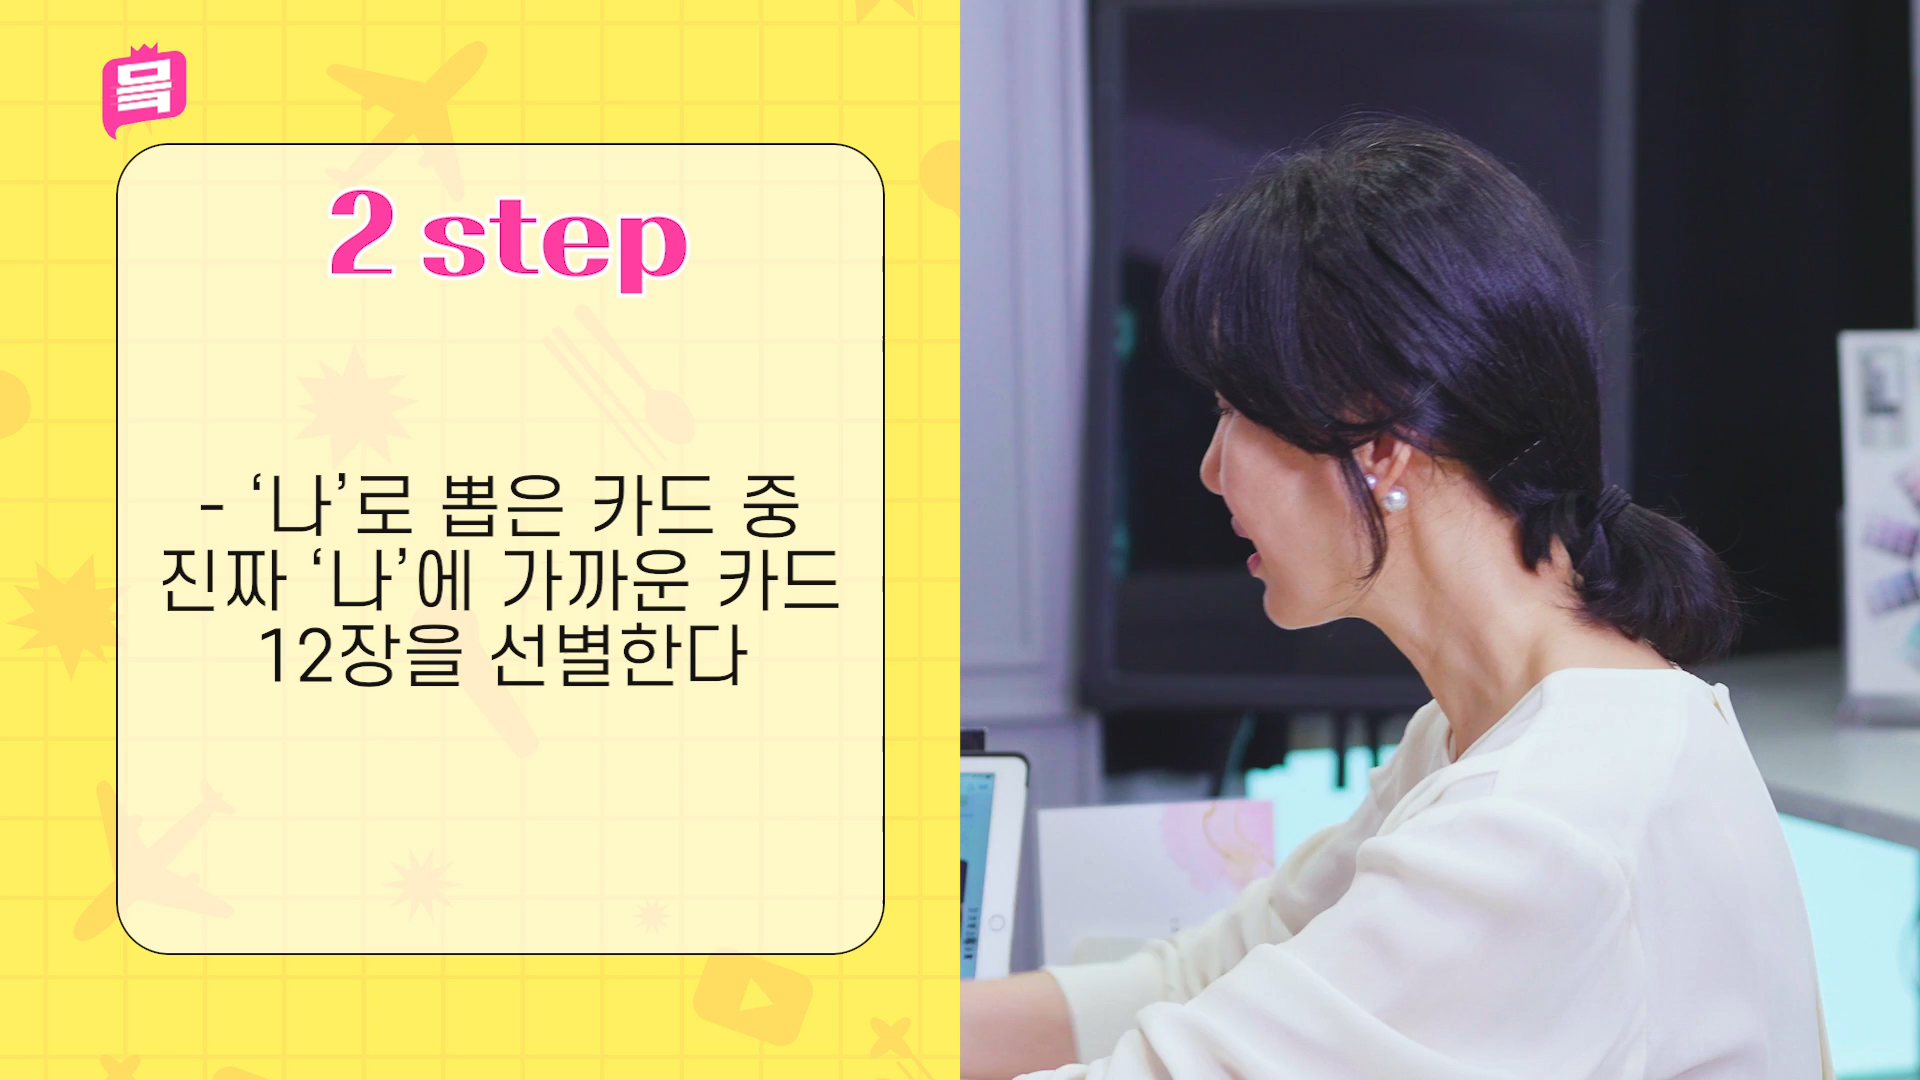 믁
2 step
- ‘나’로 뽑은 카드 중
진짜 ‘나’에 가까운 카드
12장을 선별한다